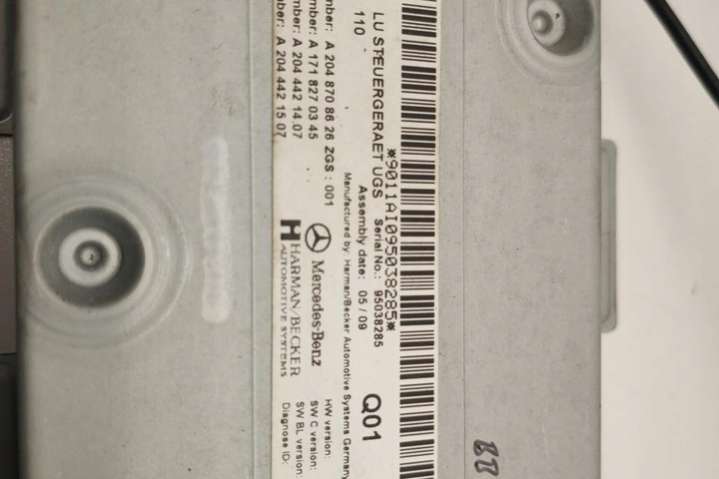 *9011AI095038285*
LU STEUERGERAET UGS Serial No.: 95038285
110 Assembly date: 05 / 09 Q01
Manufactured by Harman/Becker Automotive Systems Germany
mber: A 204 870 86 26 ZGS : 001 HW version:
mber: A 171 827 03 45 Mercedes-Benz SW C version:
mber: A 204 442 14 07 HARMAN/BECKER SW BL version:
mber: A 204 442 15 07 AUTOMOTIVE SYSTEMS Diagnose ID: